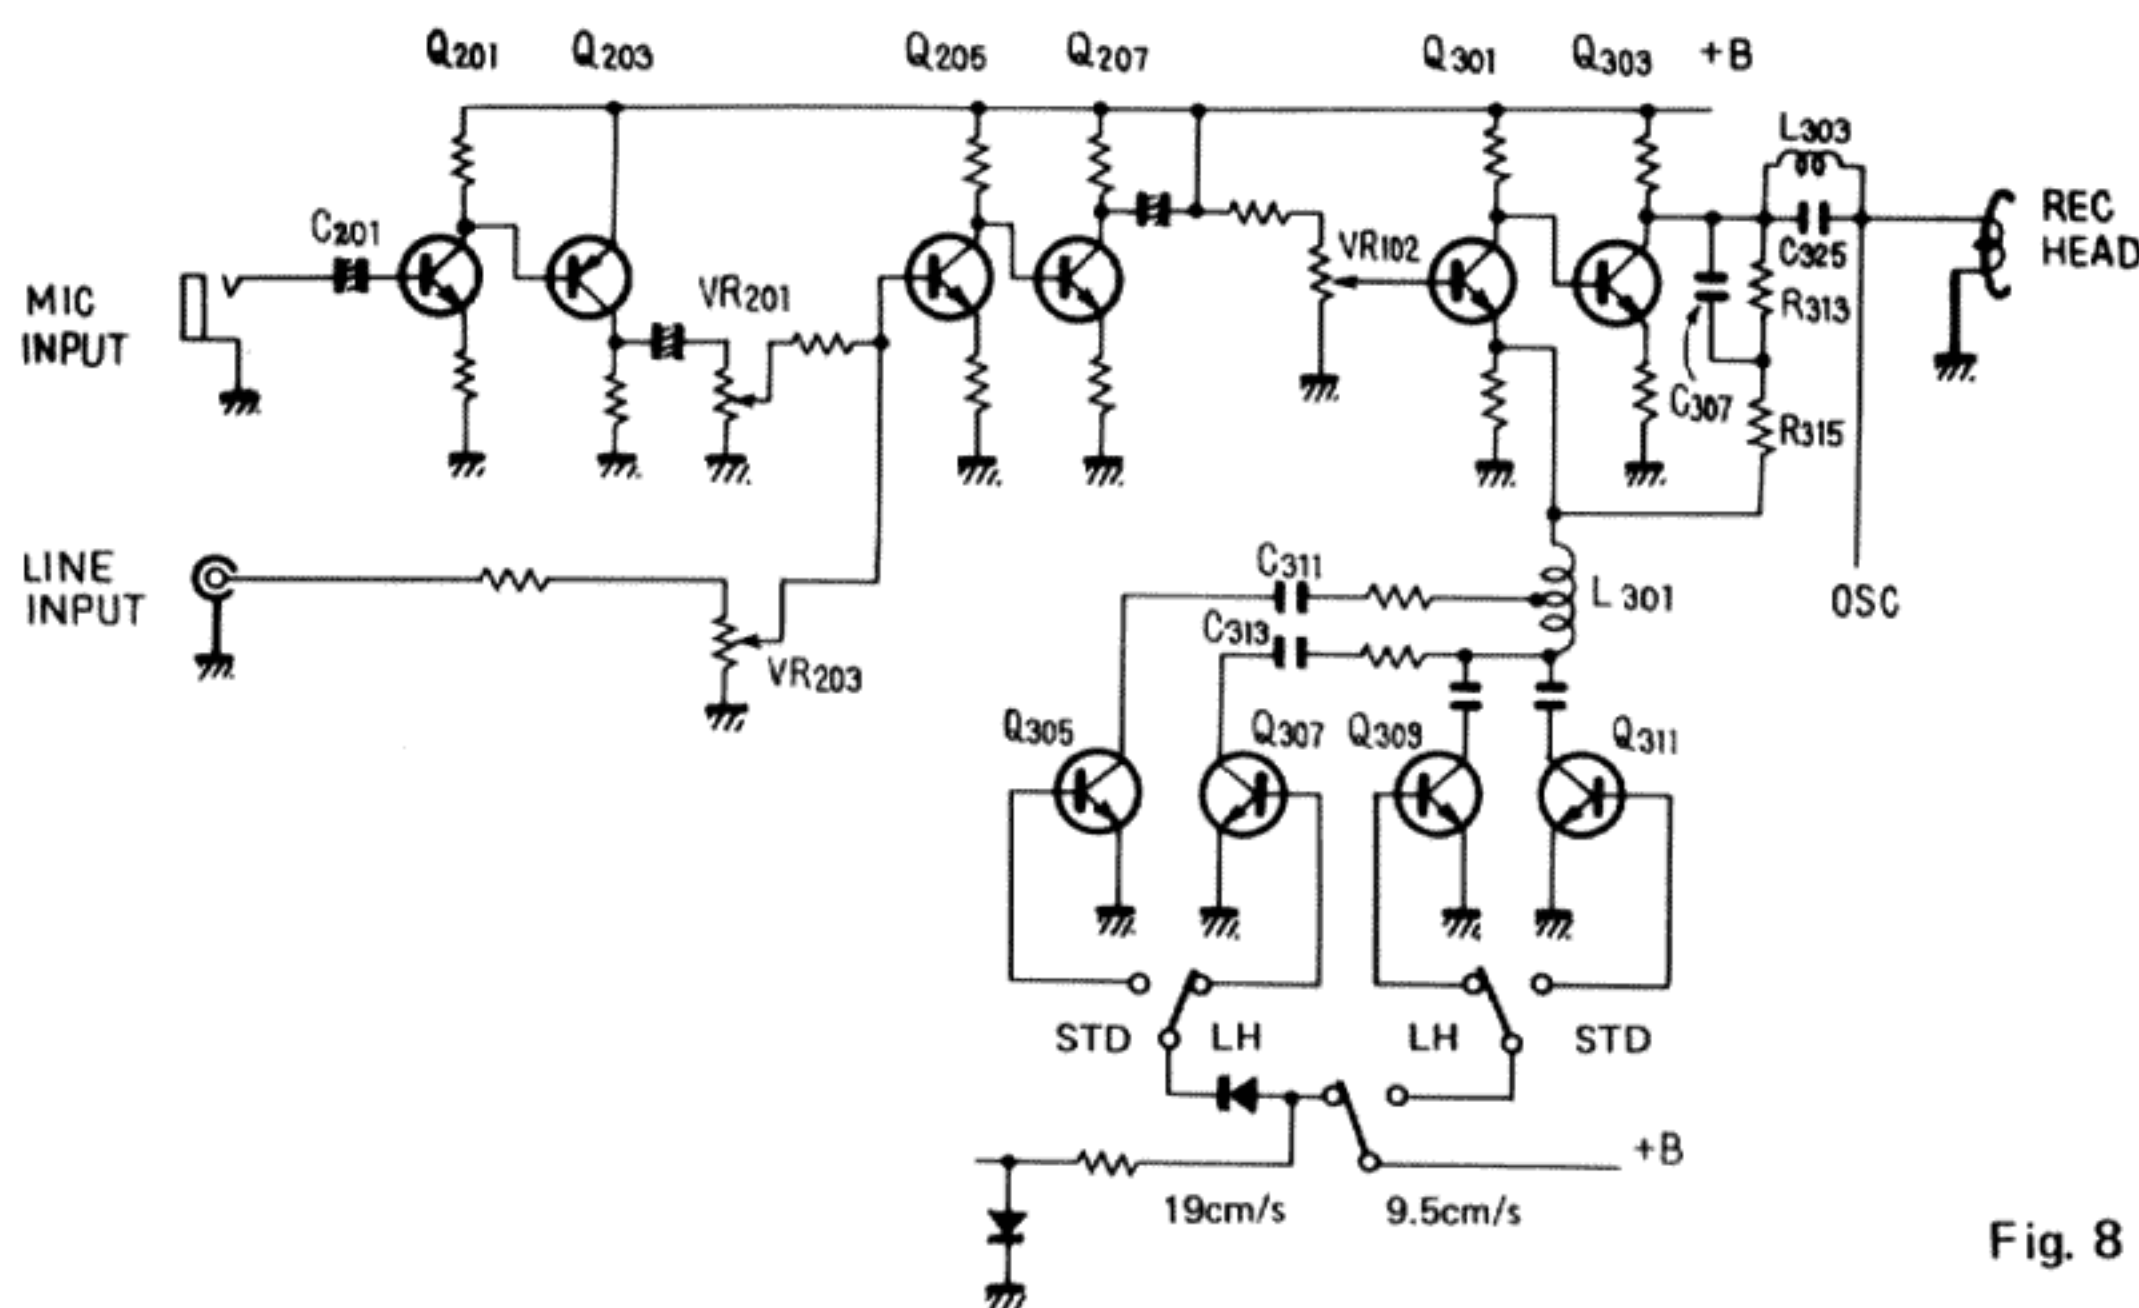 Q201 Q203 Q205 Q207 Q301 Q303 +B
L303
C201
MIC
INPUT
VR201
VR102
C325
R313
REC
HEAD
C307
R315
LINE
INPUT
VR203
C311
C313
L301
OSC
Q305 Q307 Q309 Q311
STD LH LH STD
+B
19cm/s 9.5cm/s
Fig. 8